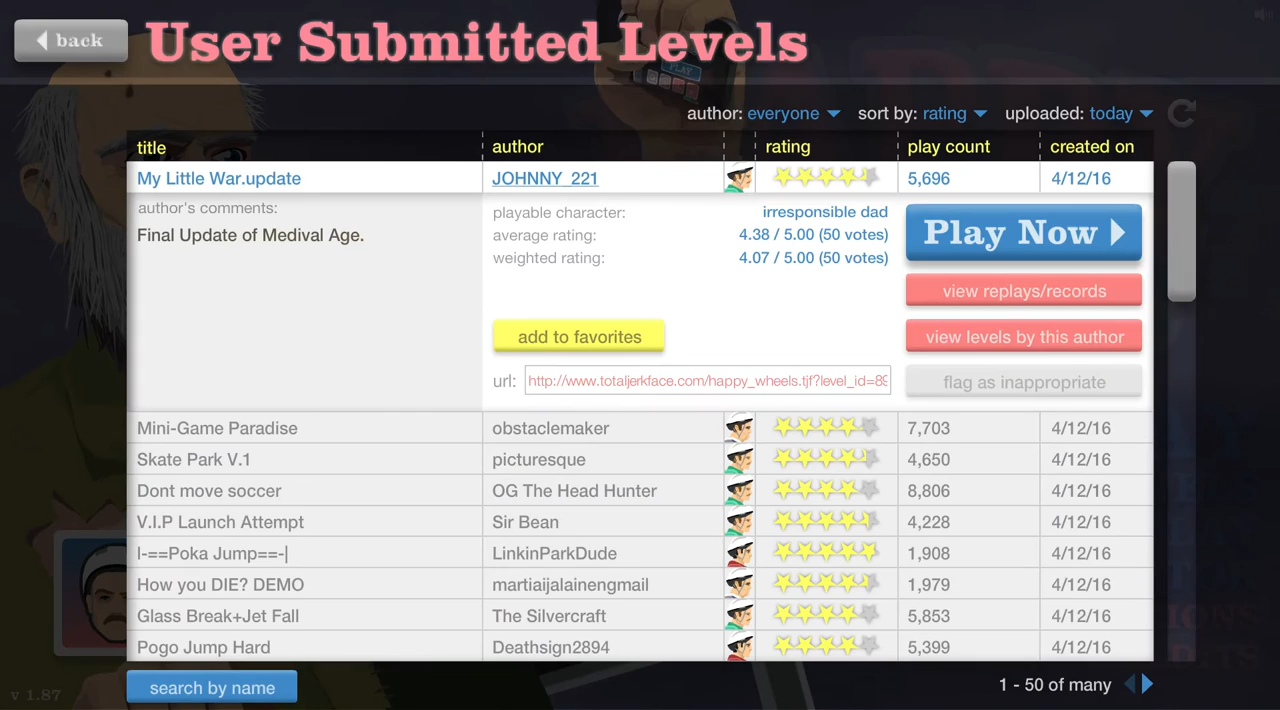 back
User Submitted Levels
PLAY
author: everyone sort by: rating uploaded: today
title author rating play count created on
My Little War.update JOHNNY_221 5,696 4/12/16
author's comments: playable character: irresponsible dad Play Now
Final Update of Medival Age. average rating: 4.38 / 5.00 (50 votes)
weighted rating: 4.07 / 5.00 (50 votes)
view replays/records
add to favorites view levels by this author
url: http://www.totaljerkface.com/happy_wheels.tjf?level_id=89 flag as inappropriate
Mini-Game Paradise obstaclemaker 7,703 4/12/16
Skate Park V.1 picturesque 4,650 4/12/16
Dont move soccer OG The Head Hunter 8,806 4/12/16
V.I.P Launch Attempt Sir Bean 4,228 4/12/16
|-==Poka Jump==-| LinkinParkDude 1,908 4/12/16
How you DIE? DEMO martiaijalainengmail 1,979 4/12/16
Glass Break+Jet Fall The Silvercraft 5,853 4/12/16
Pogo Jump Hard Deathsign2894 5,399 4/12/16
v 1.87 search by name 1 - 50 of many